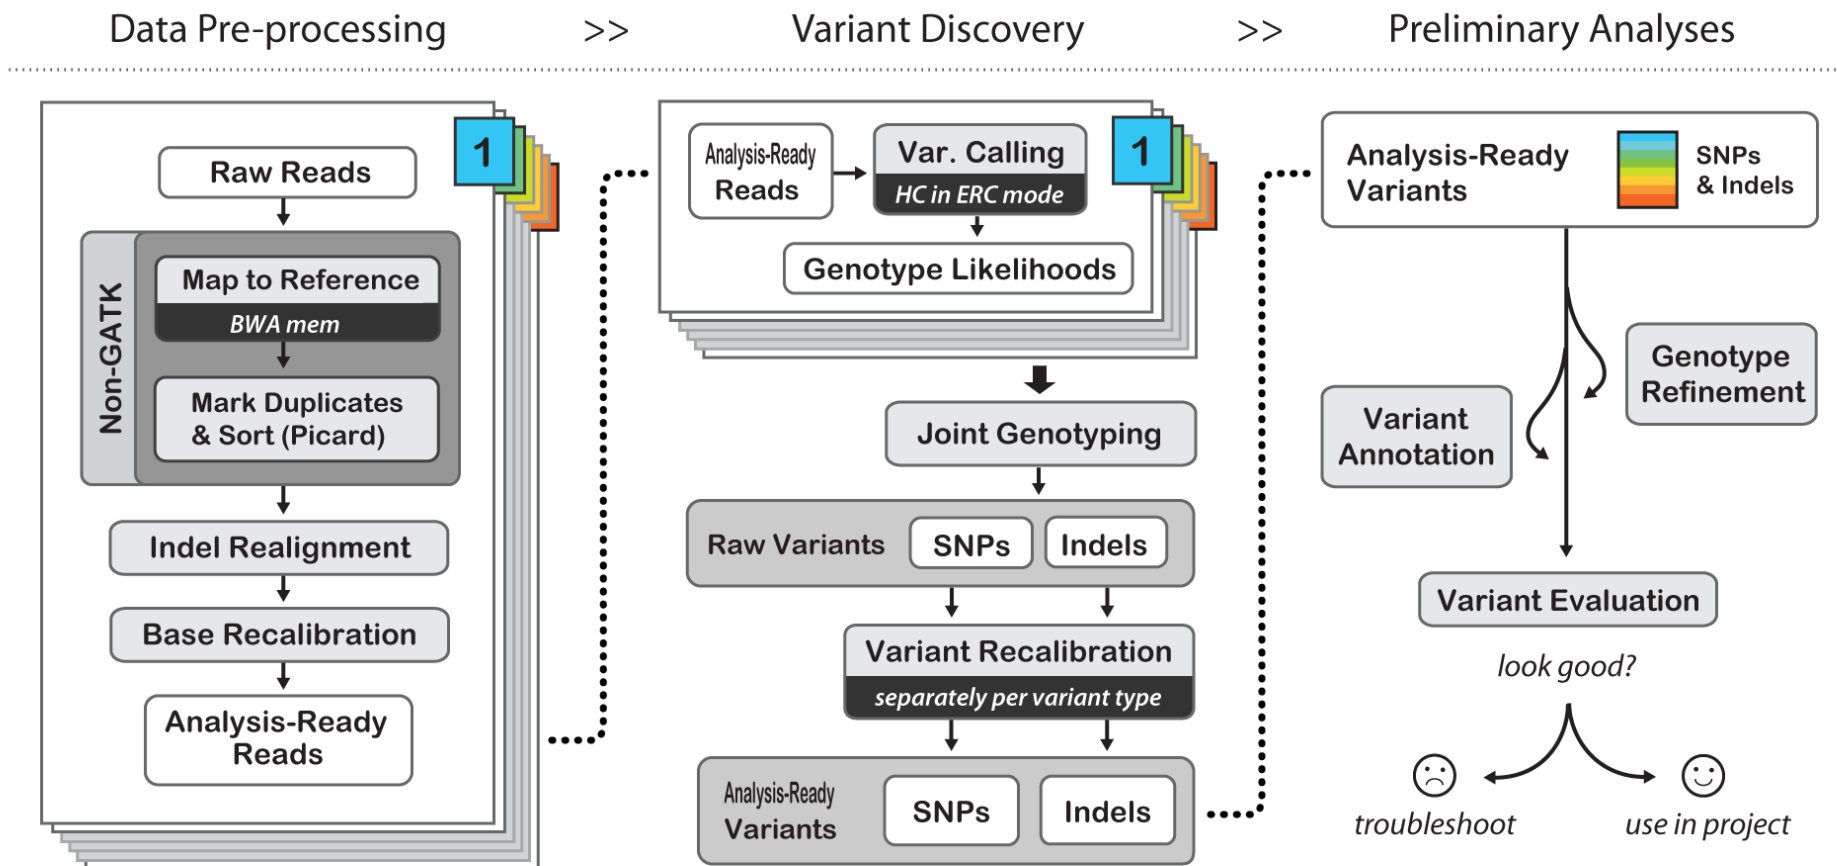 Data Pre-processing >> Variant Discovery >> Preliminary Analyses
1
Raw Reads
Non-GATK
Map to Reference
BWA mem
Mark Duplicates
& Sort (Picard)
Indel Realignment
Base Recalibration
Analysis-Ready
Reads
1
Analysis-Ready
Reads
Var. Calling
HC in ERC mode
Genotype Likelihoods
Joint Genotyping
Raw Variants
SNPs
Indels
Variant Recalibration
separately per variant type
Analysis-Ready
Variants
SNPs
Indels
Analysis-Ready
Variants
SNPs
& Indels
Genotype
Refinement
Variant
Annotation
Variant Evaluation
look good?
troubleshoot
use in project